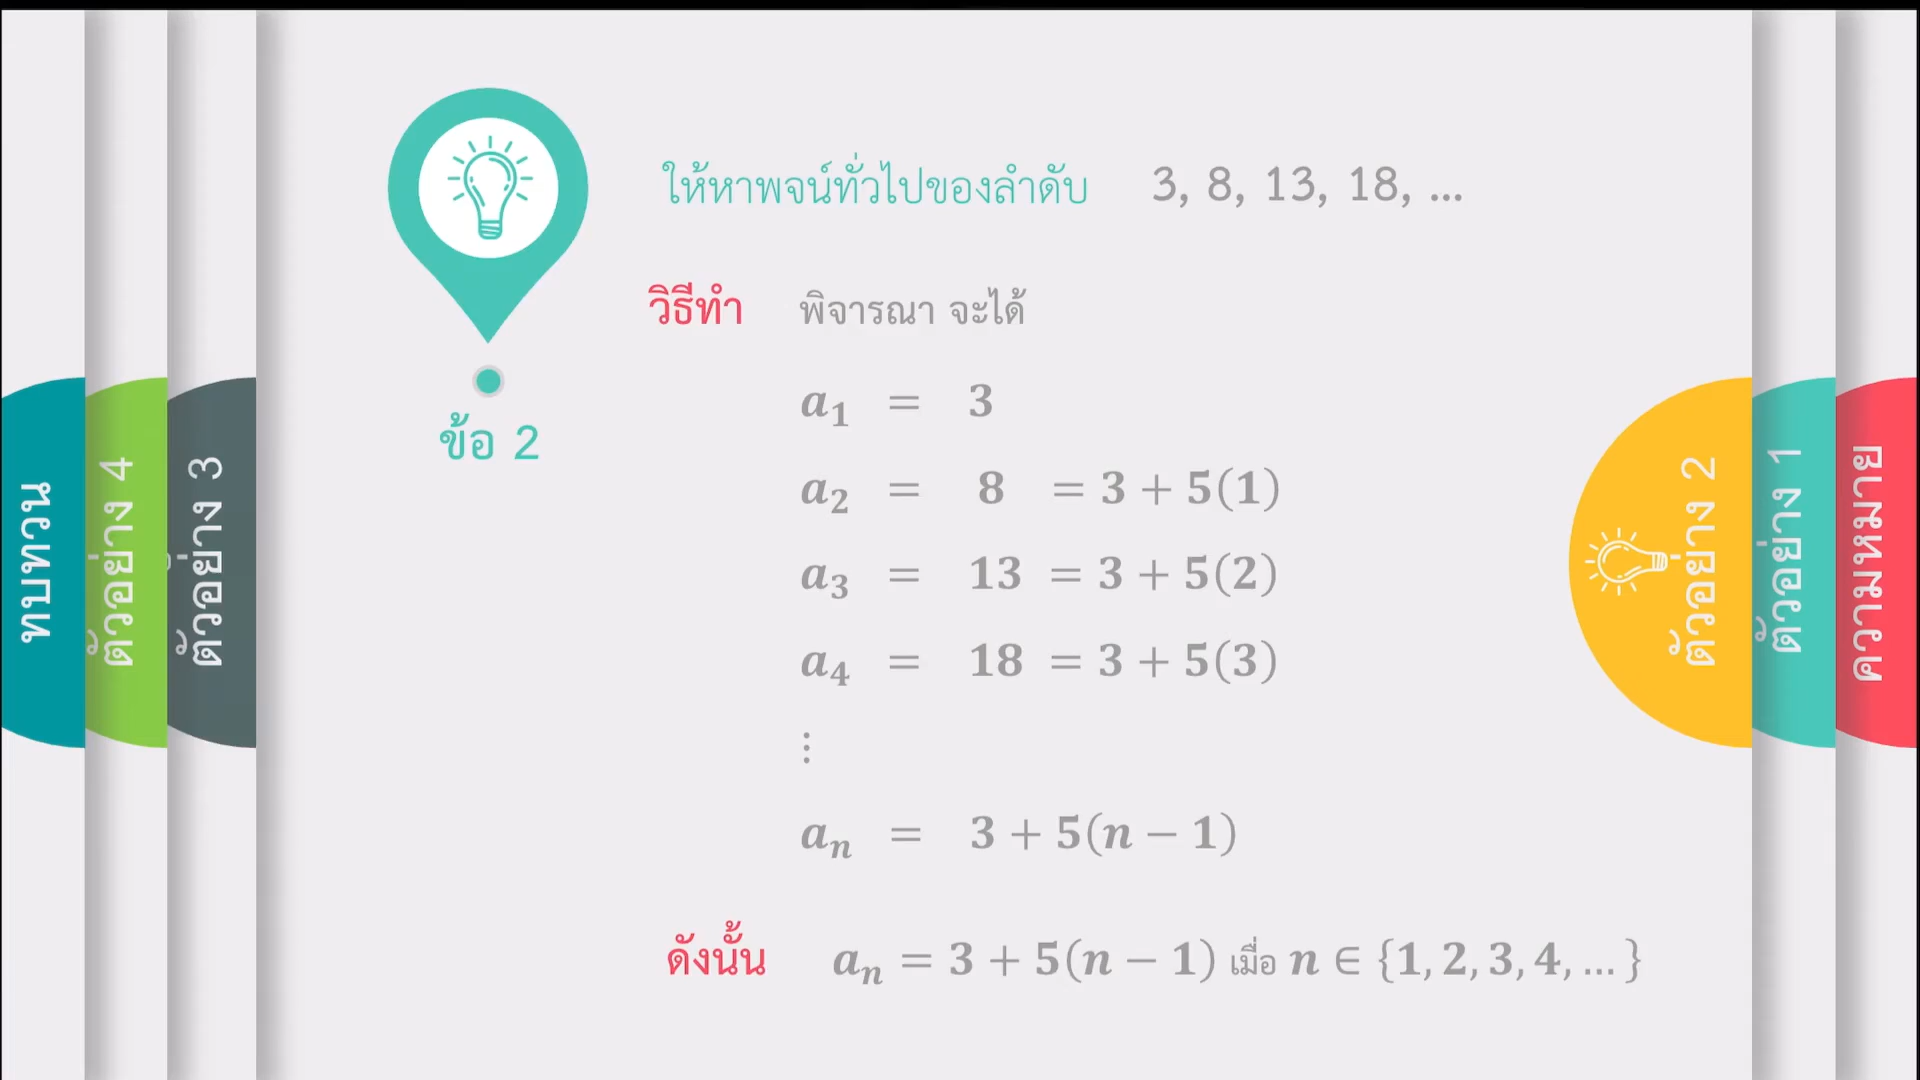 ให้หาพจน์ทั่วไปของลำดับ 3, 8, 13, 18, ...
วิธีทำ พิจารณา จะได้
a₁ = 3
ข้อ 2
a₂ = 8 = 3 + 5(1)
a₃ = 13 = 3 + 5(2)
a₄ = 18 = 3 + 5(3)
⋮
aₙ = 3 + 5(n − 1)
ดังนั้น aₙ = 3 + 5(n − 1) เมื่อ n ∈ {1, 2, 3, 4, … }
ทบทวน
ตัวอย่าง 4
ตัวอย่าง 3
ตัวอย่าง 2
ตัวอย่าง 1
ความหมาย